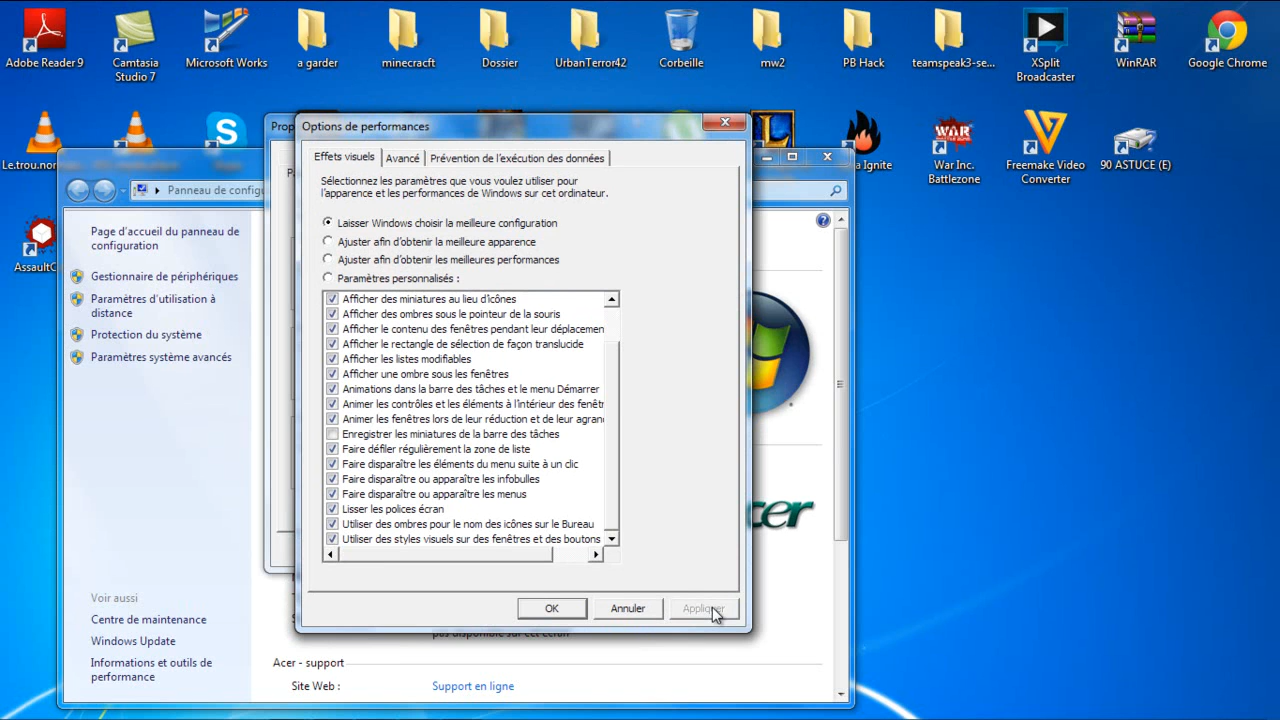 Adobe Reader 9
Camtasia
Studio 7
Microsoft Works
a garder
minecracft
Dossier
UrbanTerror42
Corbeille
mw2
PB Hack
teamspeak3-se...
XSplit
Broadcaster
WinRAR
Google Chrome
Le.trou.nor
Ignite
War Inc.
Battlezone
Freemake Video
Converter
90 ASTUCE (E)
AssaultC
Prop
Options de performances
Effets visuels
Avancé
Prévention de l'exécution des données
Panneau de configu
Sélectionnez les paramètres que vous voulez utiliser pour
l'apparence et les performances de Windows sur cet ordinateur.
Laisser Windows choisir la meilleure configuration
Ajuster afin d'obtenir la meilleure apparence
Ajuster afin d'obtenir les meilleures performances
Paramètres personnalisés :
Afficher des miniatures au lieu d'icônes
Afficher des ombres sous le pointeur de la souris
Afficher le contenu des fenêtres pendant leur déplacemen
Afficher le rectangle de sélection de façon translucide
Afficher les listes modifiables
Afficher une ombre sous les fenêtres
Animations dans la barre des tâches et le menu Démarrer
Animer les contrôles et les éléments à l'intérieur des fenêtr
Animer les fenêtres lors de leur réduction et de leur agran
Enregistrer les miniatures de la barre des tâches
Faire défiler régulièrement la zone de liste
Faire disparaître les éléments du menu suite à un clic
Faire disparaître ou apparaître les infobulles
Faire disparaître ou apparaître les menus
Lisser les polices écran
Utiliser des ombres pour le nom des icônes sur le Bureau
Utiliser des styles visuels sur des fenêtres et des boutons
OK
Annuler
Appliquer
Page d'accueil du panneau de
configuration
Gestionnaire de périphériques
Paramètres d'utilisation à
distance
Protection du système
Paramètres système avancés
Voir aussi
Centre de maintenance
Windows Update
Informations et outils de
performance
pas disponible sur cet écran
Acer - support
Site Web :
Support en ligne